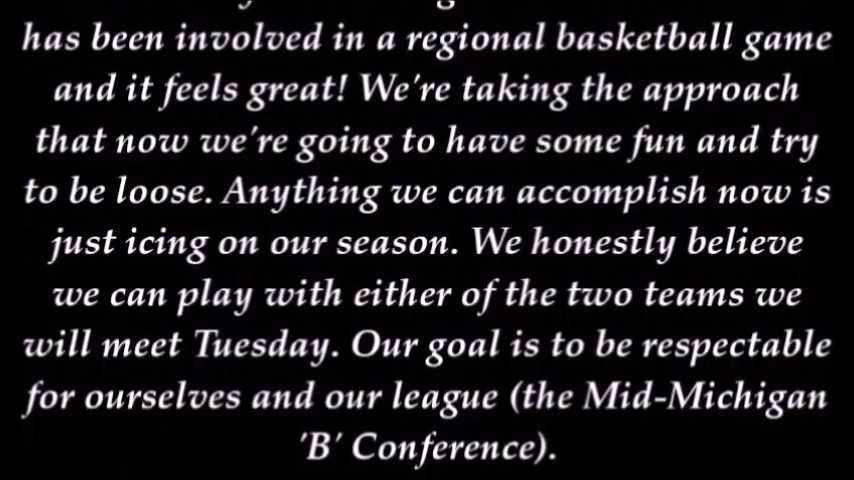 has been involved in a regional basketball game
and it feels great! We're taking the approach
that now we're going to have some fun and try
to be loose. Anything we can accomplish now is
just icing on our season. We honestly believe
we can play with either of the two teams we
will meet Tuesday. Our goal is to be respectable
for ourselves and our league (the Mid-Michigan
'B' Conference).